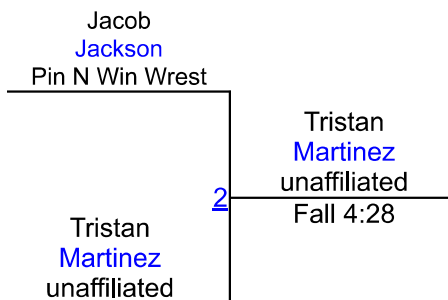 Jacob
Jackson
Pin N Win Wrest
Tristan
Martinez
unaffiliated
2
Fall 4:28
Tristan
Martinez
unaffiliated